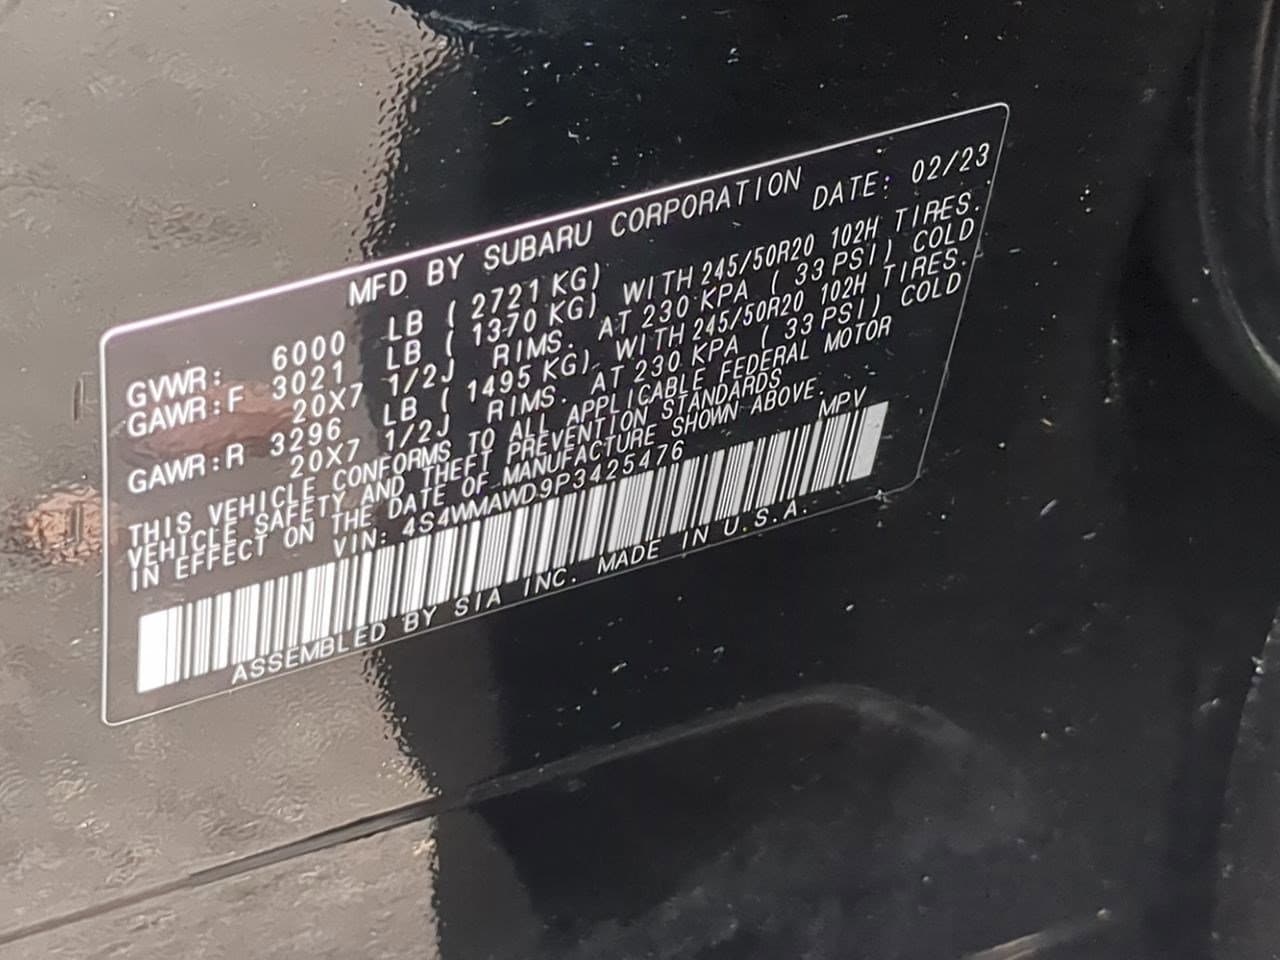 MFD BY SUBARU CORPORATION DATE: 02/23
GVWR: 6000 LB ( 2721 KG)
GAWR:F 3021 LB ( 1370 KG) WITH 245/50R20 102H TIRES.
20X7 1/2J RIMS. AT 230 KPA ( 33 PSI) COLD
GAWR:R 3296 LB ( 1495 KG) WITH 245/50R20 102H TIRES.
20X7 1/2J RIMS. AT 230 KPA ( 33 PSI) COLD
THIS VEHICLE CONFORMS TO ALL APPLICABLE FEDERAL MOTOR
VEHICLE SAFETY AND THEFT PREVENTION STANDARDS
IN EFFECT ON THE DATE OF MANUFACTURE SHOWN ABOVE.
VIN: 4S4WMAWD9P3425476 MPV
ASSEMBLED BY SIA INC. MADE IN U.S.A.